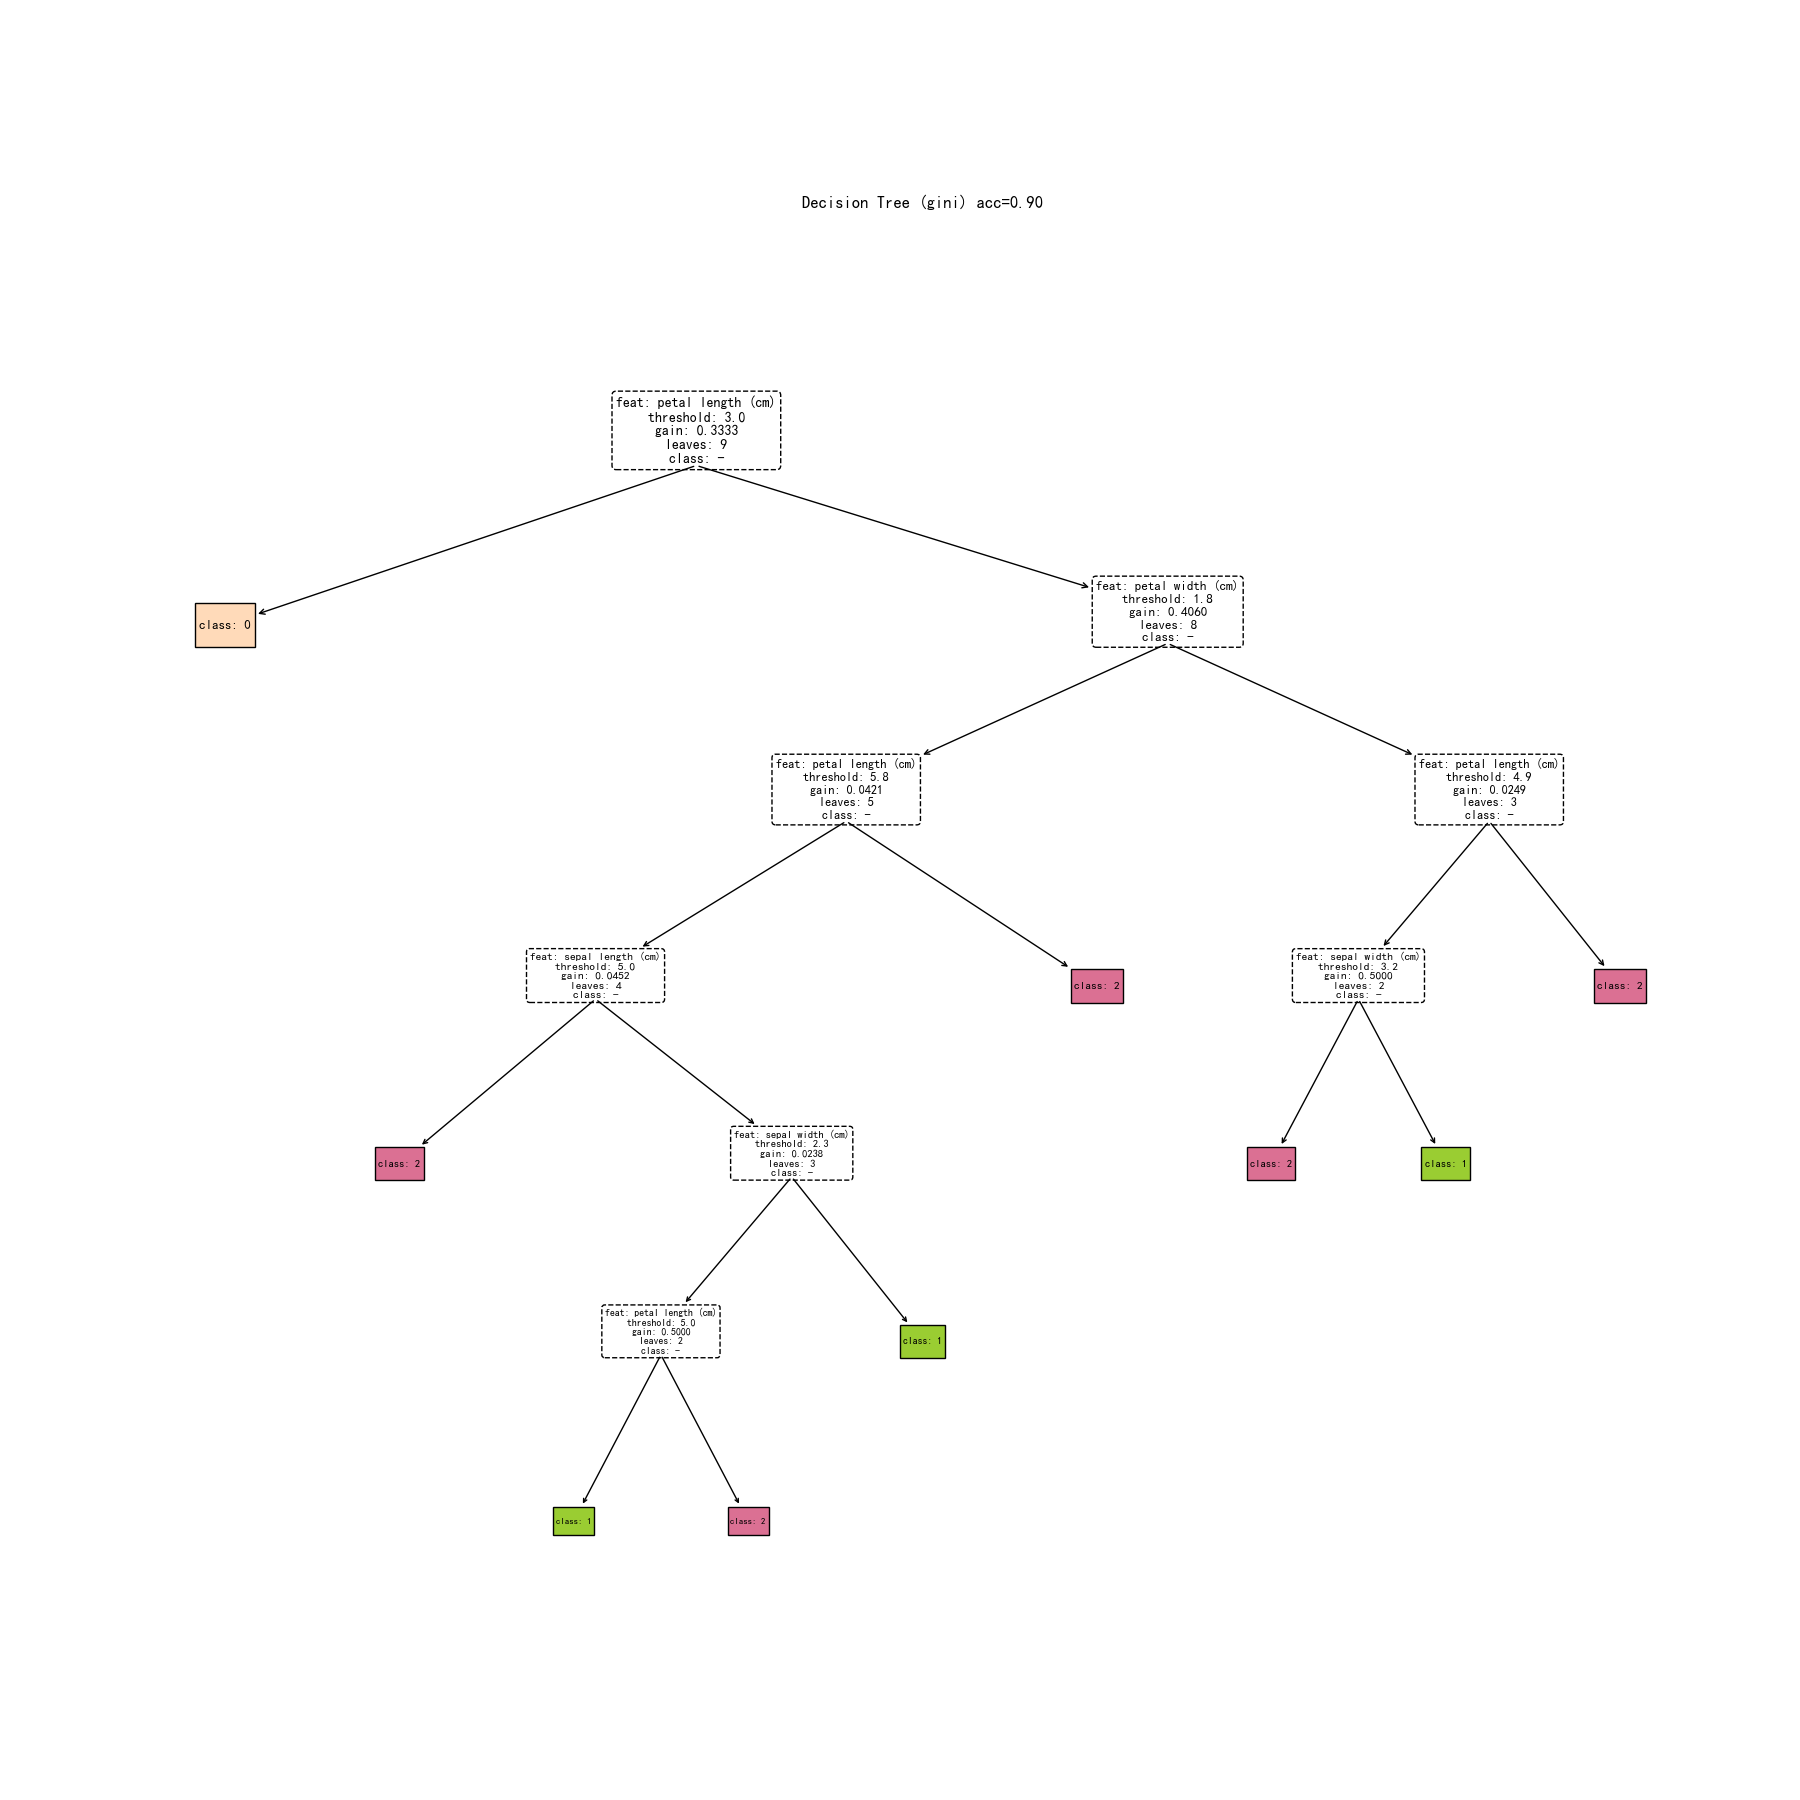 Decision Tree (gini) acc=0.90
feat: petal length (cm)
threshold: 3.0
gain: 0.3333
leaves: 9
class: -
class: 0
feat: petal width (cm)
threshold: 1.8
gain: 0.4060
leaves: 8
class: -
feat: petal length (cm)
threshold: 5.8
gain: 0.0421
leaves: 5
class: -
feat: petal length (cm)
threshold: 4.9
gain: 0.0249
leaves: 3
class: -
feat: sepal length (cm)
threshold: 5.0
gain: 0.0452
leaves: 4
class: -
class: 2
feat: sepal width (cm)
threshold: 3.2
gain: 0.5000
leaves: 2
class: -
class: 2
class: 2
feat: sepal width (cm)
threshold: 2.3
gain: 0.0238
leaves: 3
class: -
class: 2
class: 1
feat: petal length (cm)
threshold: 5.0
gain: 0.5000
leaves: 2
class: -
class: 1
class: 1
class: 2